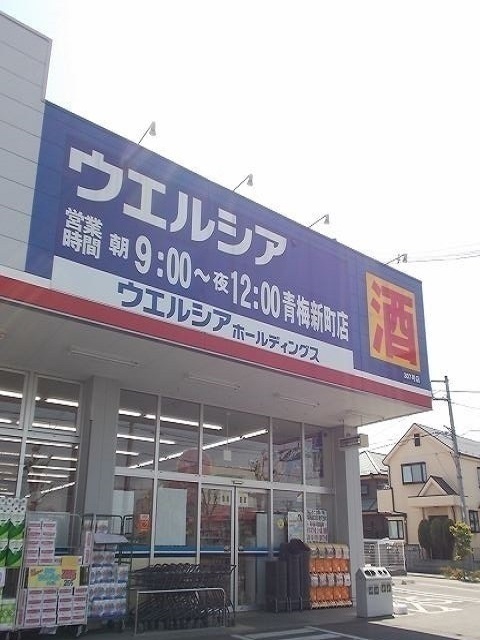 ウエルシア
営業時間 朝9:00～夜12:00 青梅新町店
ウエルシアホールディングス
酒